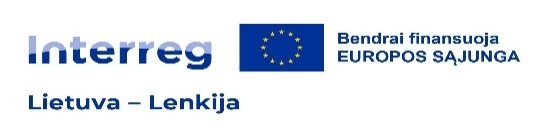 Interreg
Bendrai finansuoja
EUROPOS SĄJUNGA
Lietuva – Lenkija